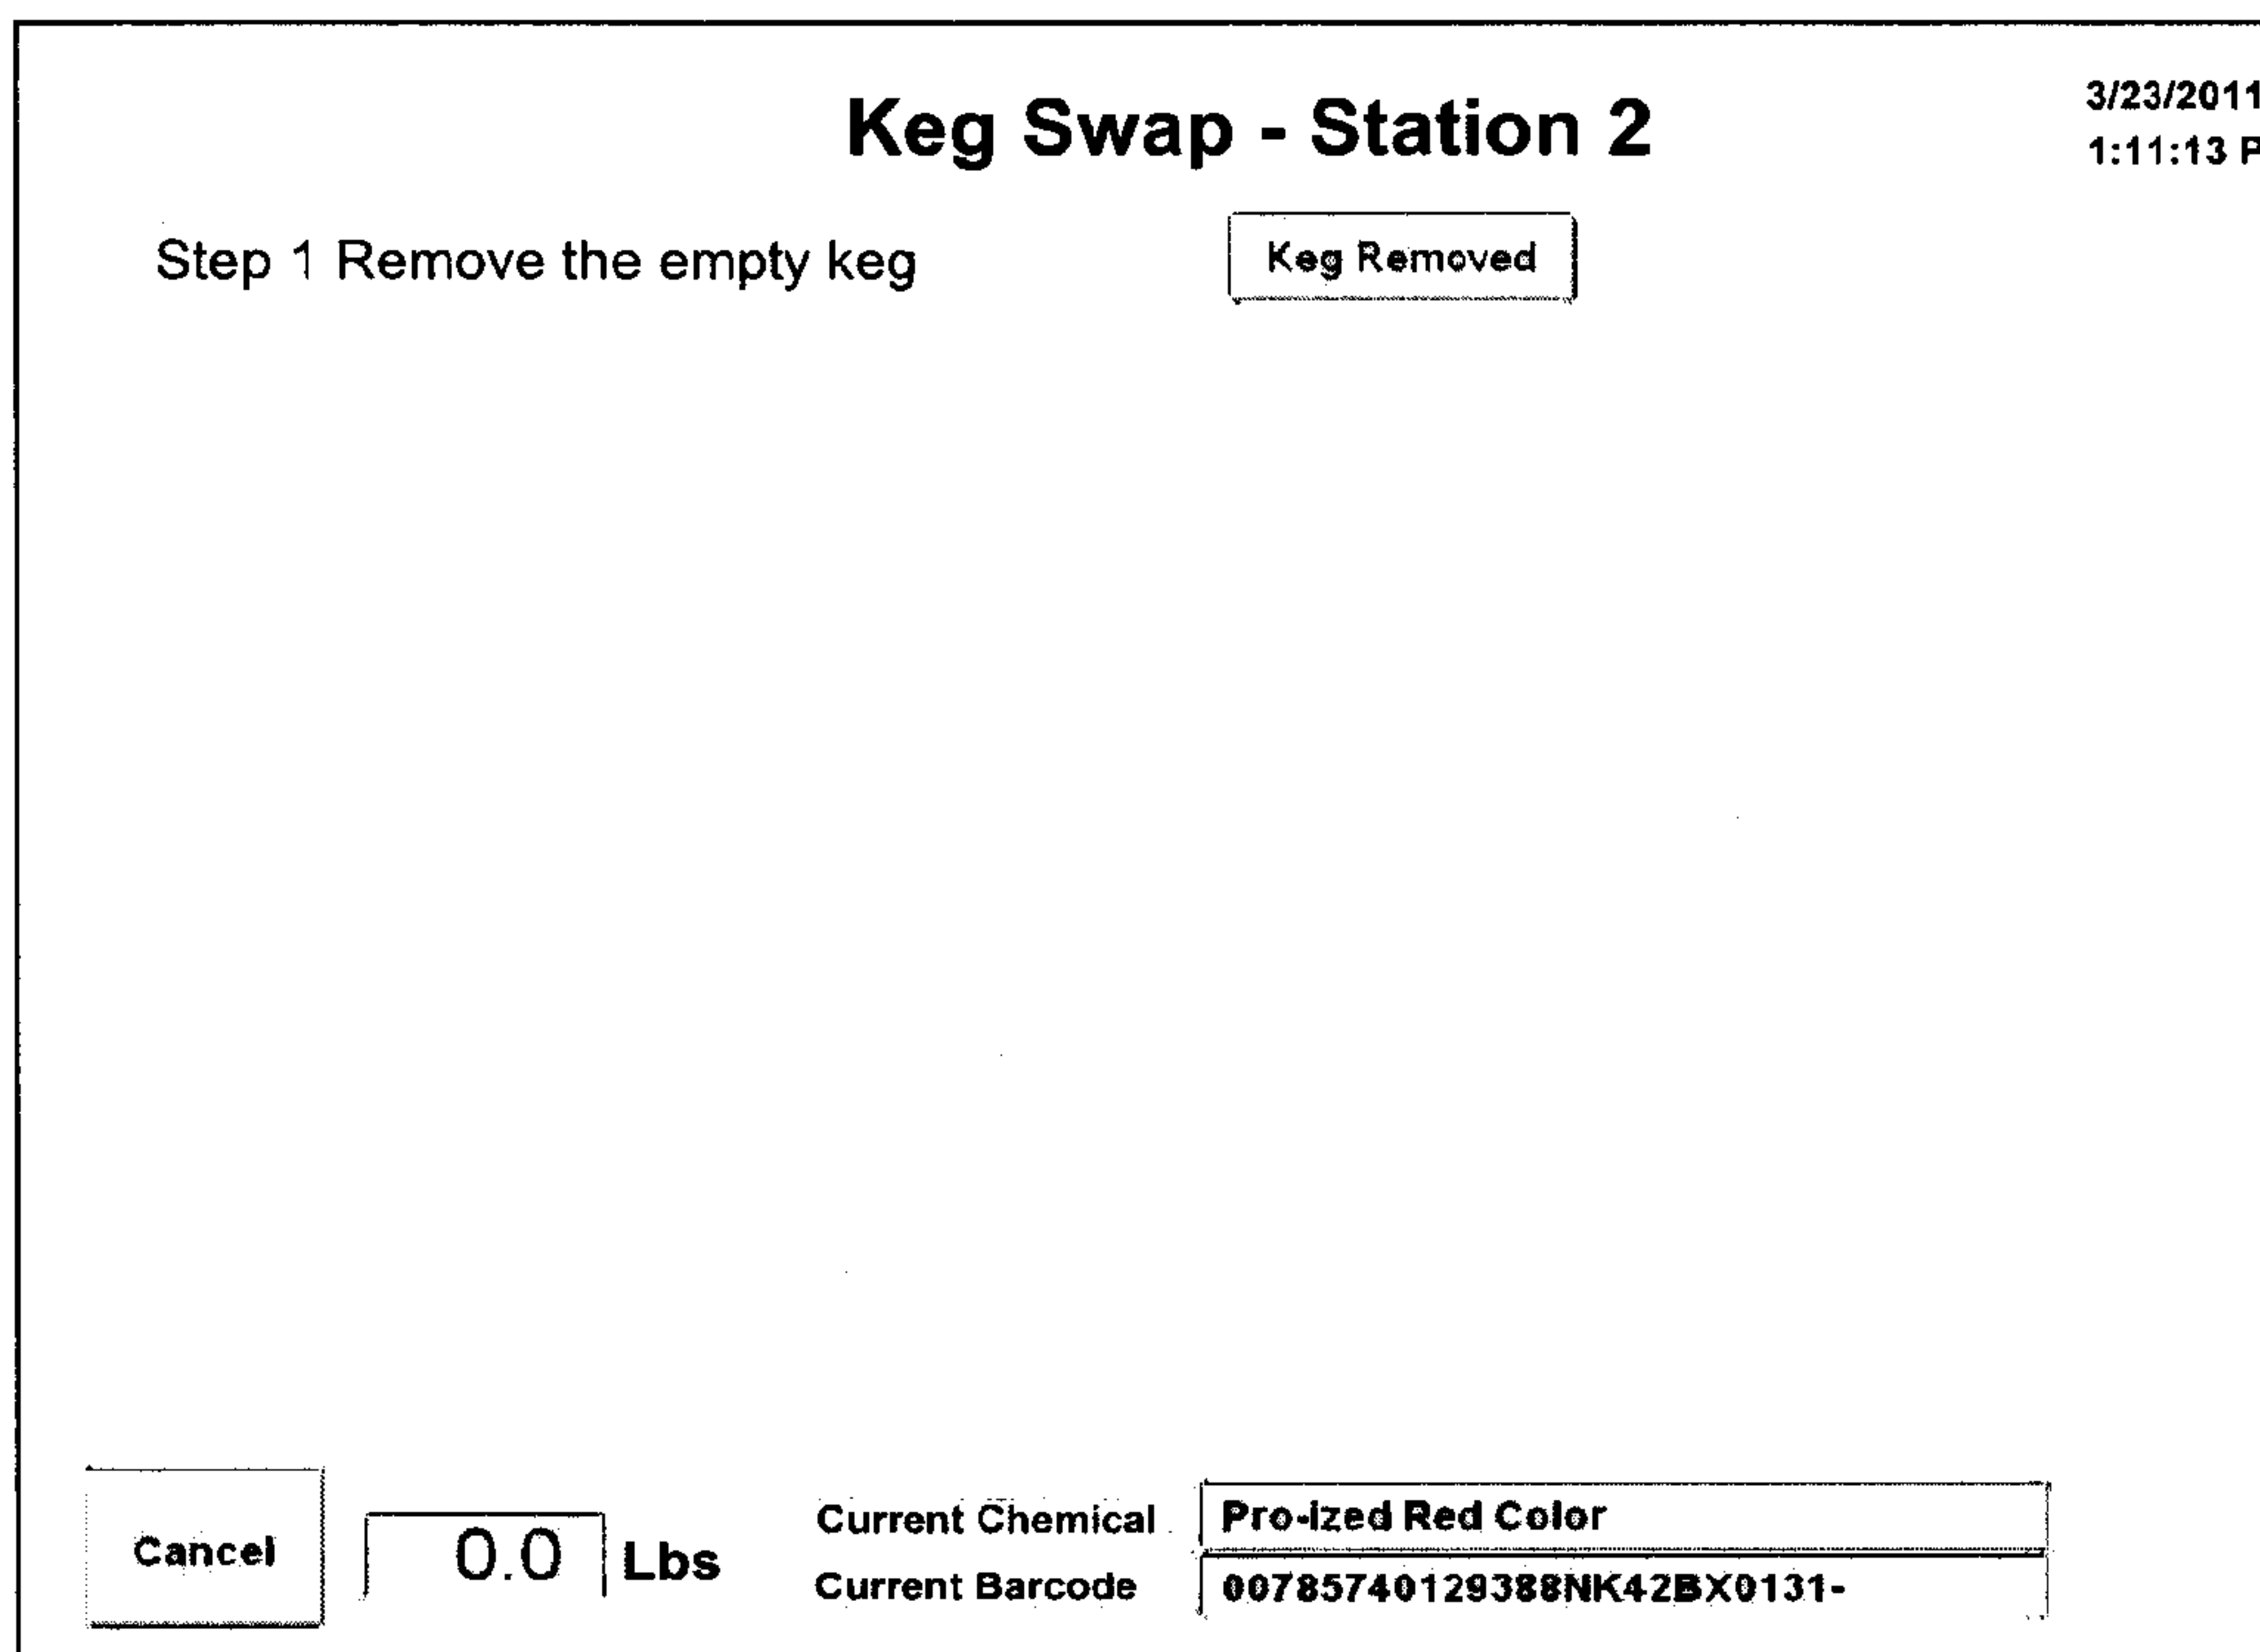 Keg Swap - Station 2
3/23/2011
1:11:13 P
Step 1 Remove the empty keg
Keg Removed
Cancel
0.0 Lbs
Current Chemical Pro-ized Red Color
Current Barcode 00785740129388NK42BX0131-